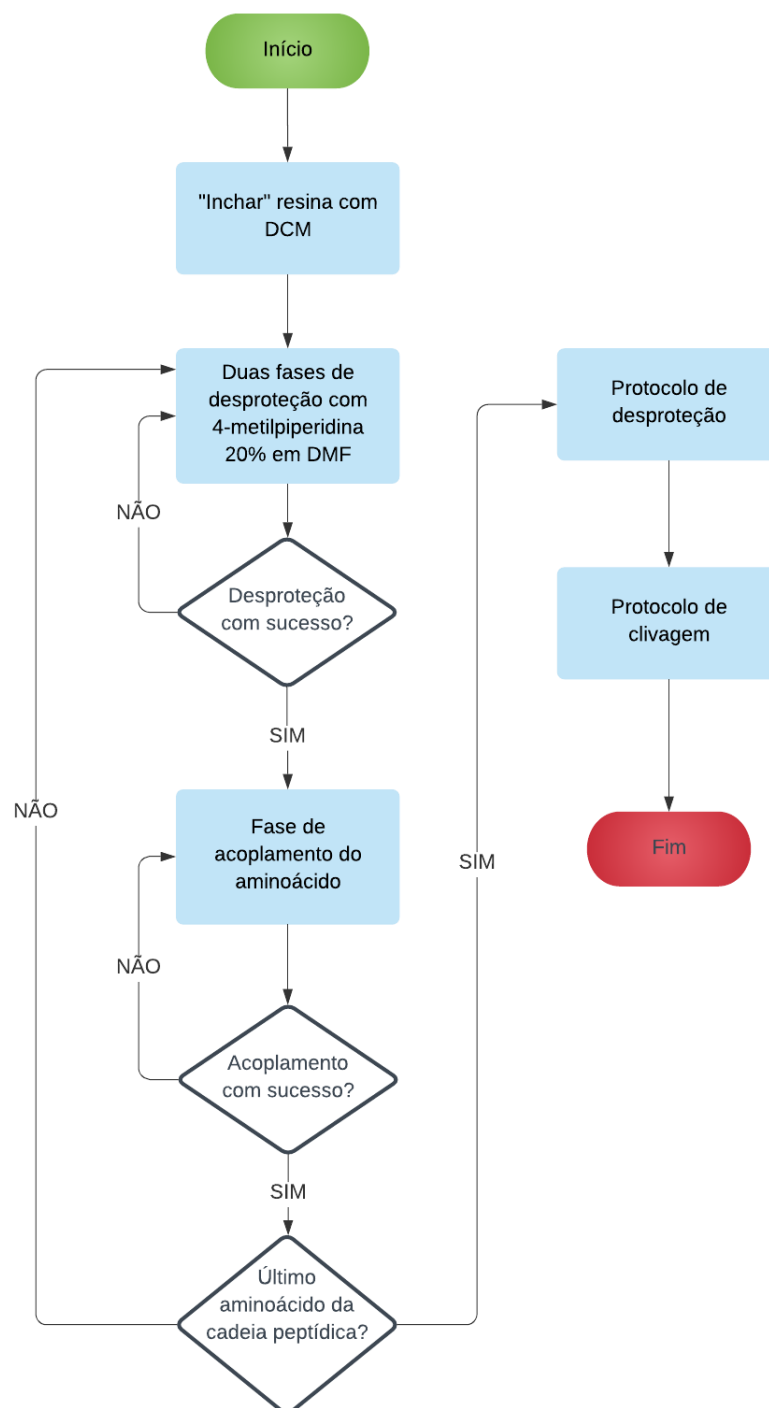 Início
"Inchar" resina com
DCM
Duas fases de
desproteção com
4-metilpiperidina
20% em DMF
NÃO
Desproteção
com sucesso?
SIM
NÃO
Fase de
acoplamento do
aminoácido
NÃO
Acoplamento
com sucesso?
SIM
Último
aminoácido da
cadeia peptídica?
SIM
Protocolo de
desproteção
Protocolo de
clivagem
Fim